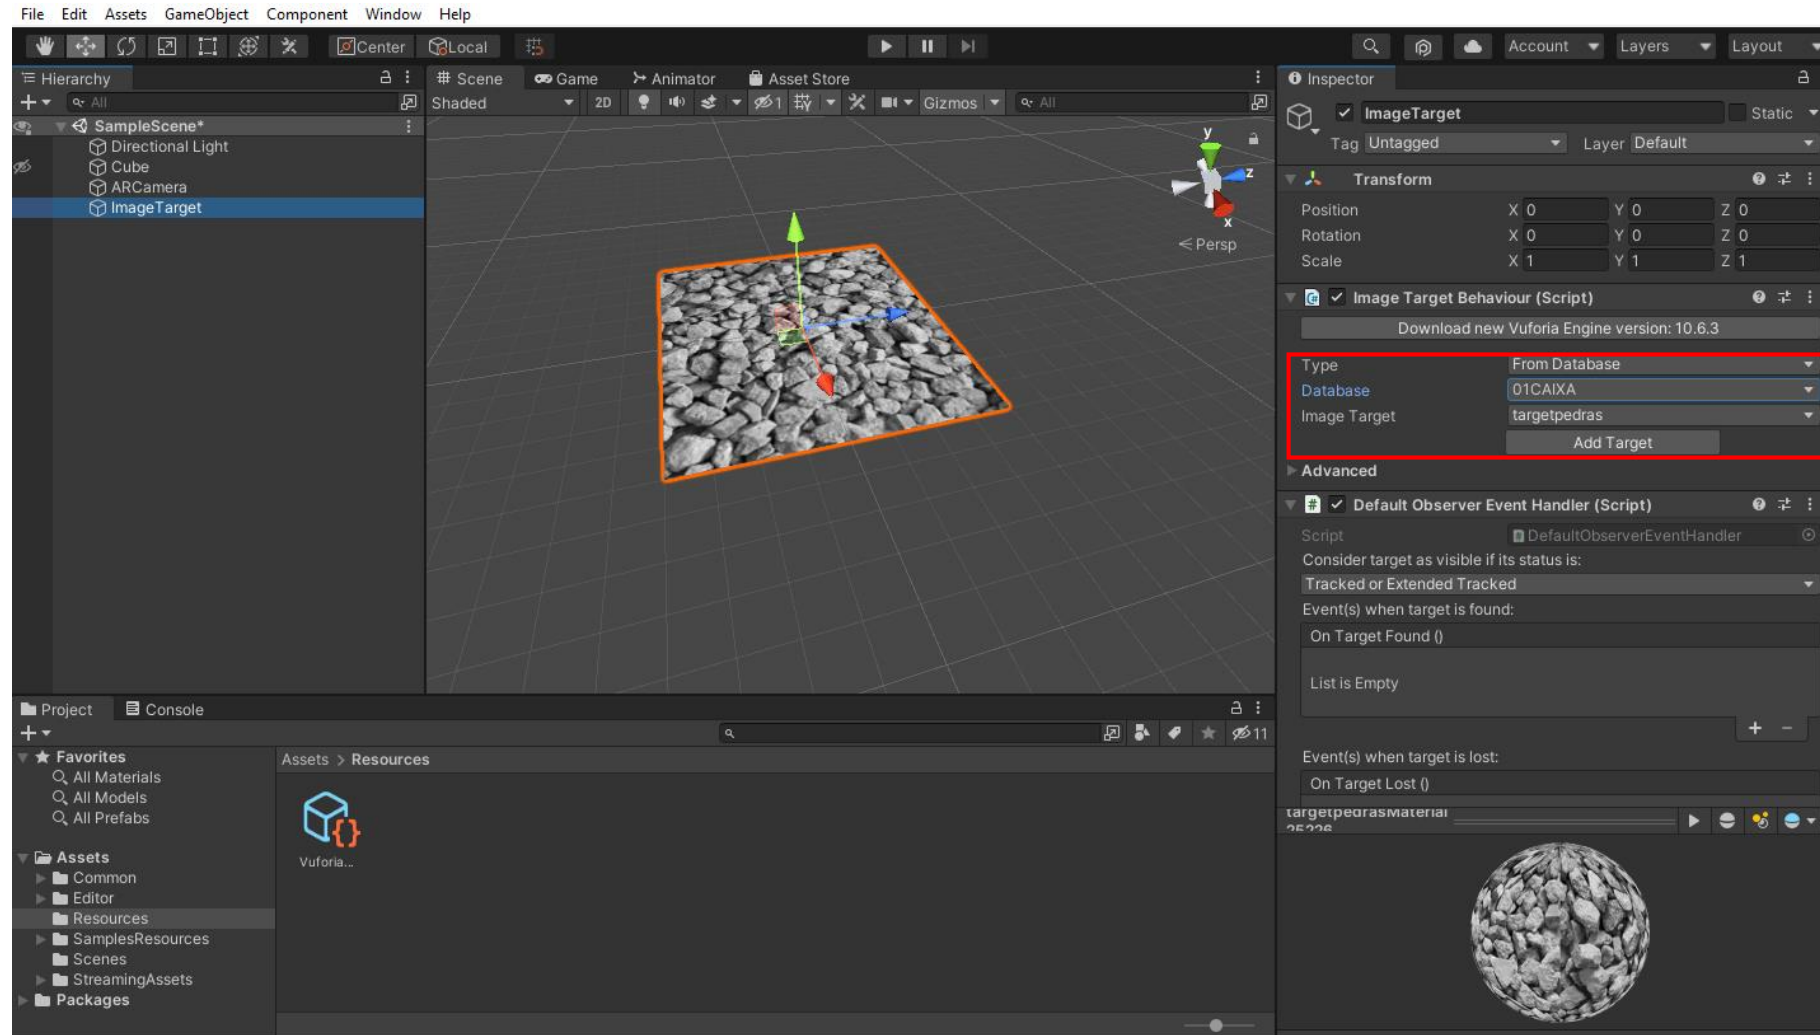 File Edit Assets GameObject Component Window Help
Center Local Account Layers Layout
Hierarchy
All
SampleScene*
Directional Light
Cube
ARCamera
ImageTarget
Scene Game Animator Asset Store
Shaded 2D 1 Gizmos All
y
z
x
Persp
Inspector
ImageTarget Static
Tag Untagged Layer Default
Transform
Position X 0 Y 0 Z 0
Rotation X 0 Y 0 Z 0
Scale X 1 Y 1 Z 1
Image Target Behaviour (Script)
Download new Vuforia Engine version: 10.6.3
Type From Database
Database 01CAIXA
Image Target targetpedras
Add Target
Advanced
Default Observer Event Handler (Script)
Script DefaultObserverEventHandler
Consider target as visible if its status is:
Tracked or Extended Tracked
Event(s) when target is found:
On Target Found ()
List is Empty
Event(s) when target is lost:
On Target Lost ()
targetpedrasMaterial
25226
Project Console
11
Favorites
All Materials
All Models
All Prefabs
Assets
Common
Editor
Resources
SamplesResources
Scenes
StreamingAssets
Packages
Assets > Resources
Vuforia...